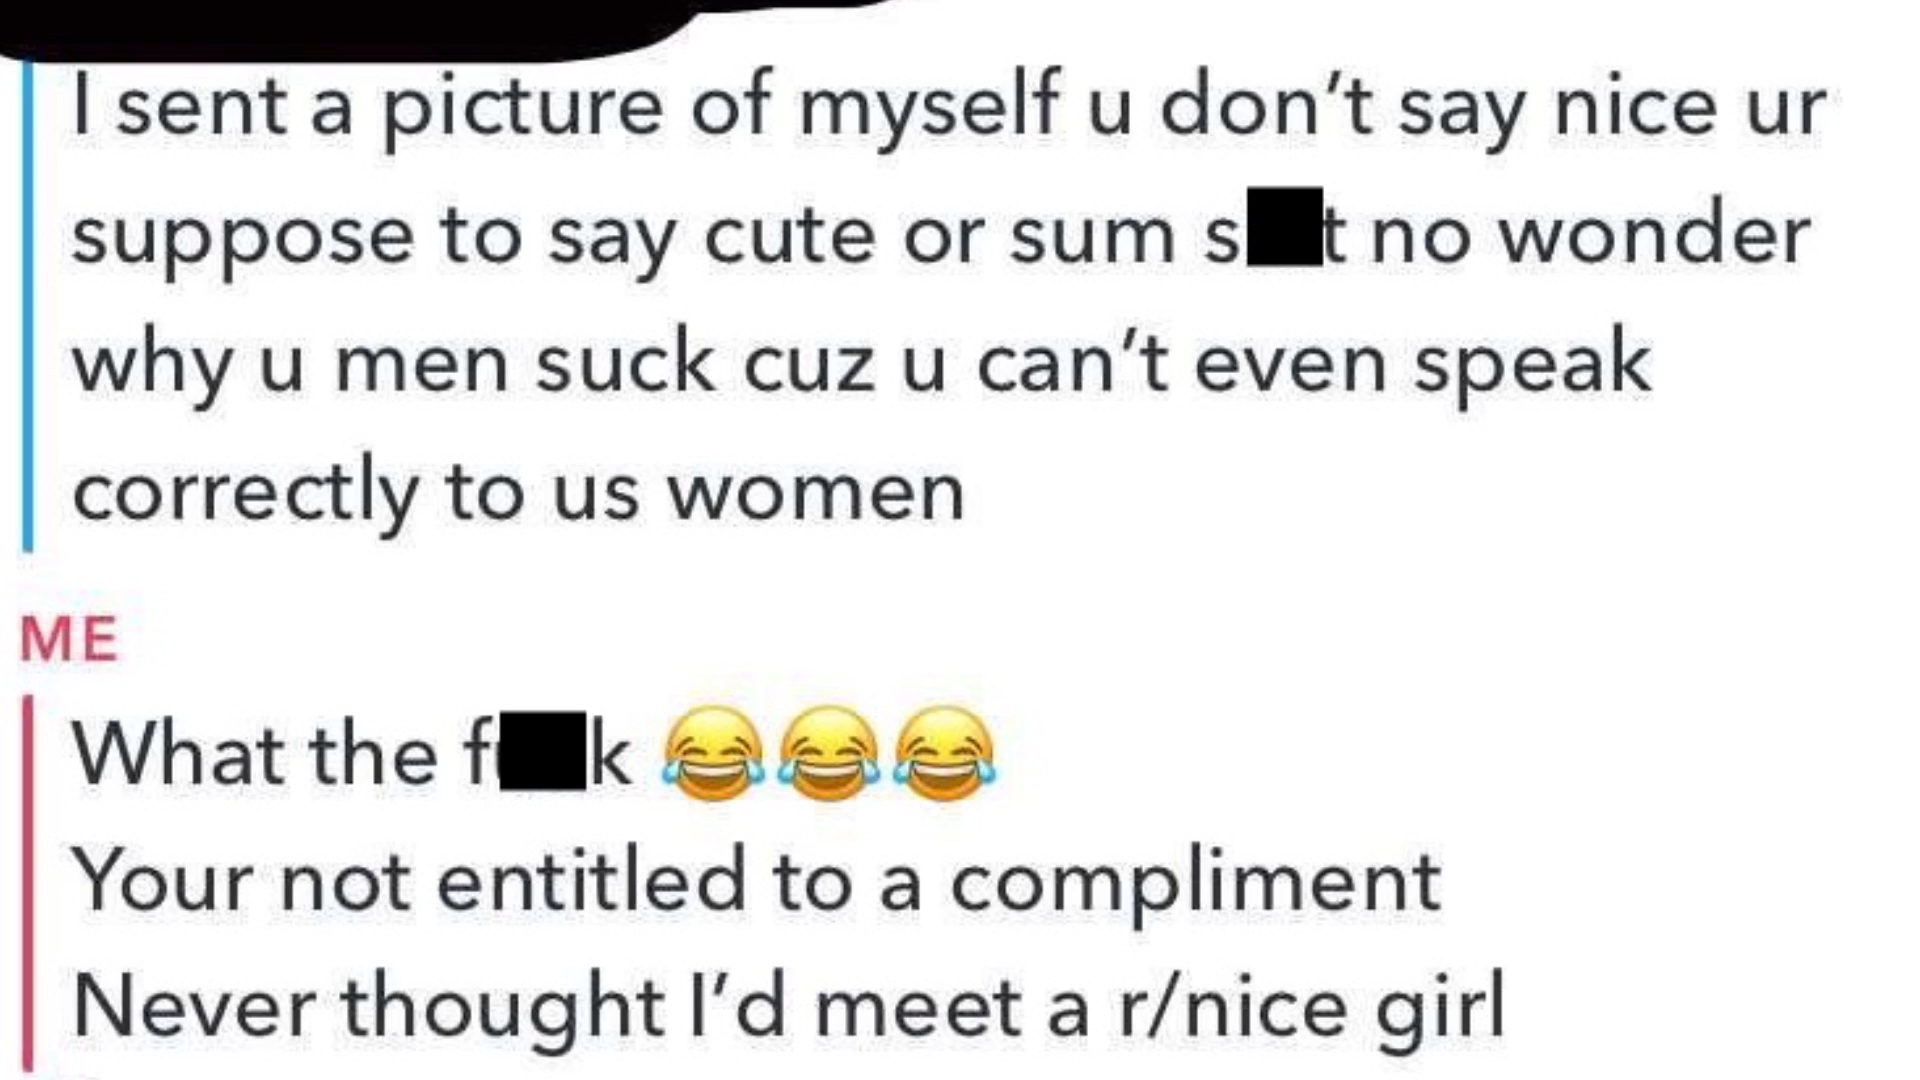 I sent a picture of myself u don't say nice ur
suppose to say cute or sum s t no wonder
why u men suck cuz u can't even speak
correctly to us women
ME
What the f k 😂😂😂
Your not entitled to a compliment
Never thought I'd meet a r/nice girl